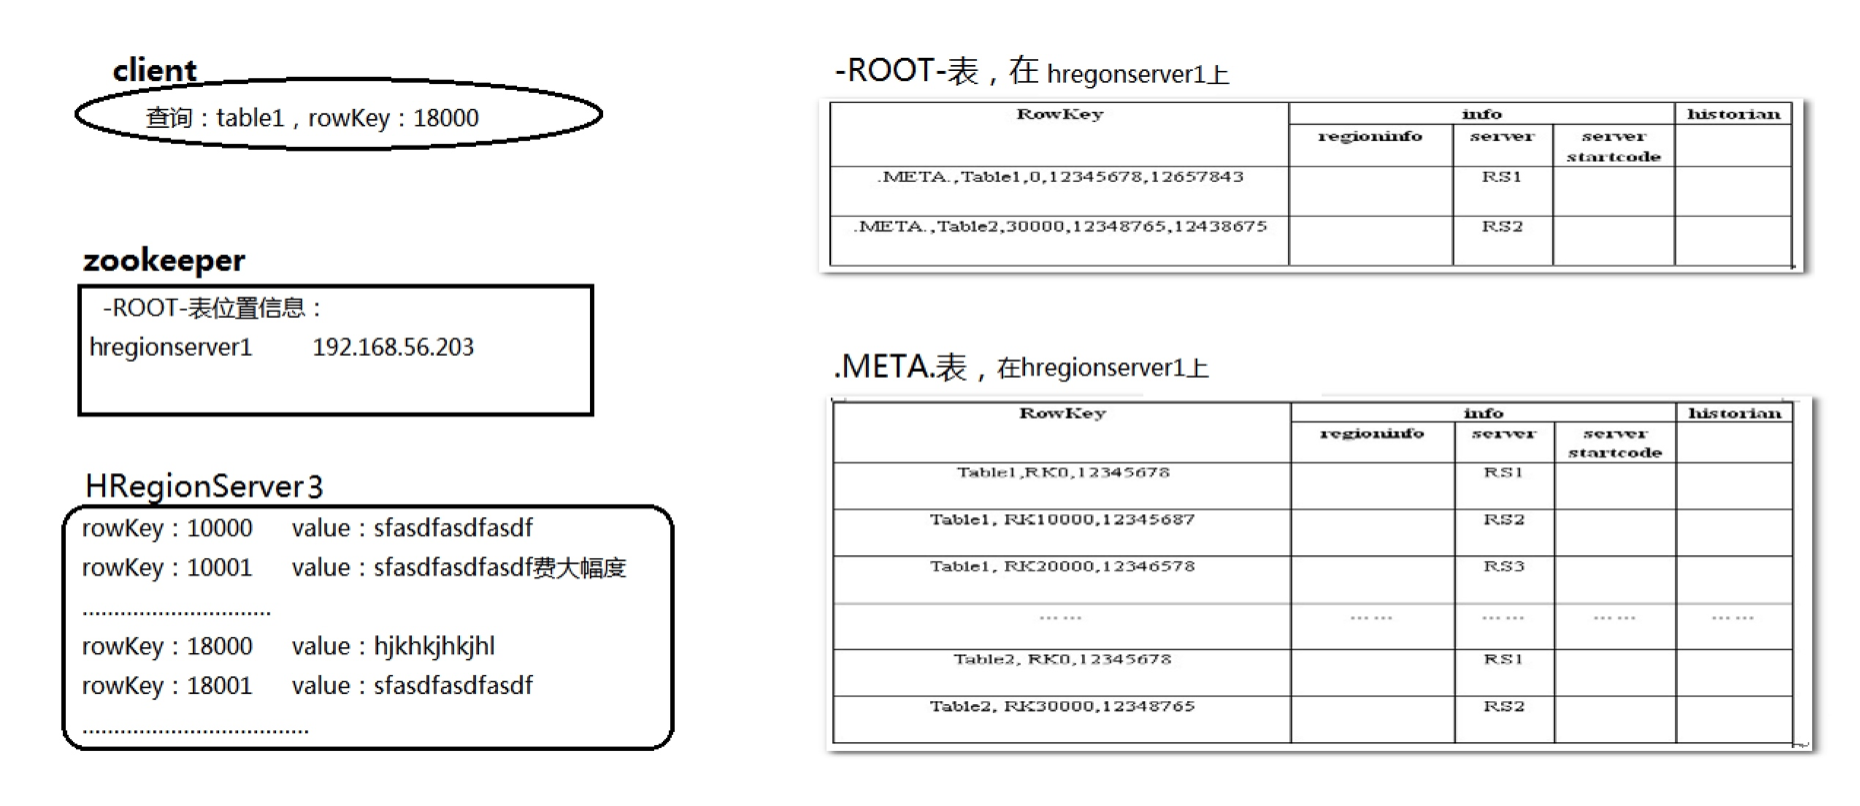 client
查询：table1，rowKey：18000
zookeeper
-ROOT-表位置信息：
hregionserver1 192.168.56.203
HRegionServer3
rowKey：10000 value：sfasdfasdfasdf
rowKey：10001 value：sfasdfasdfasdf费大幅度
..............................
rowKey：18000 value：hjkhkjhkjhl
rowKey：18001 value：sfasdfasdfasdf
....................................
-ROOT-表，在 hregonserver1上
RowKey info historian
regioninfo server server startcode
.META.,Table1,0,12345678,12657843 RS1
.META.,Table2,30000,12348765,12438675 RS2
.META.表，在hregionserver1上
RowKey info historian
regioninfo server server startcode
Table1,RK0,12345678 RS1
Table1, RK10000,12345687 RS2
Table1, RK20000,12346578 RS3
…… …… …… …… ……
Table2, RK0,12345678 RS1
Table2, RK30000,12348765 RS2